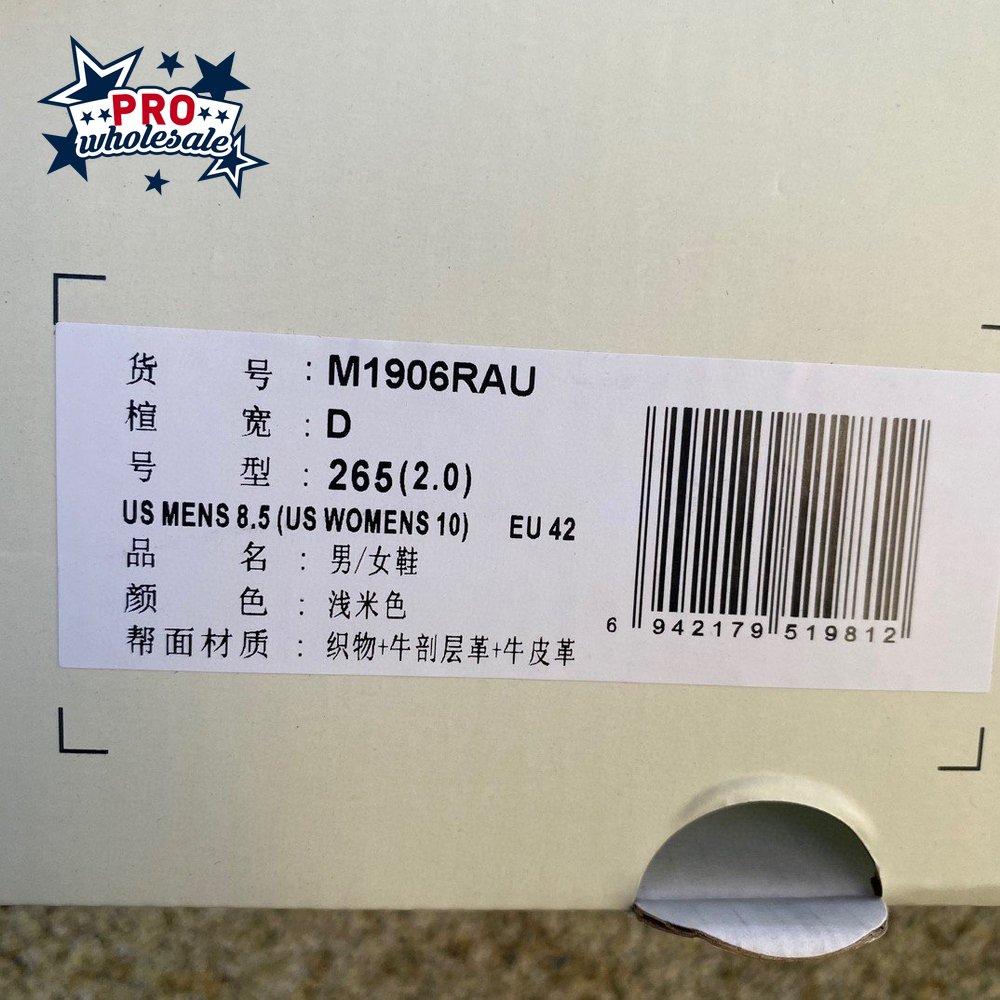 PRO
wholesale
货号：M1906RAU
楦宽：D
号型：265(2.0)
US MENS 8.5 (US WOMENS 10) EU 42
品名：男/女鞋
颜色：浅米色
帮面材质：织物+牛剖层革+牛皮革
6 942179 519812